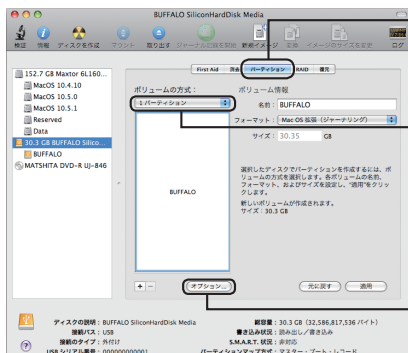 BUFFALO SiliconHardDisk Media
検証 情報 ディスクを作成 マウント 取り出す ジャーナル記録を開始 新規イメージ 変換 イメージのサイズを変更 ログ
152.7 GB Maxtor 6L160...
MacOS 10.4.10
MacOS 10.5.0
MacOS 10.5.1
Reserved
Data
30.3 GB BUFFALO Silico...
BUFFALO
MATSHITA DVD-R UJ-846
First Aid 消去 パーティション RAID 復元
ボリュームの方式：
1 パーティション
BUFFALO
+ − オプション...
ボリューム情報
名前： BUFFALO
フォーマット： Mac OS 拡張（ジャーナリング）
サイズ： 30.35 GB
選択したディスクでパーティションを作成するには、ボ
リュームの方式を選択します。各ボリュームの名前、
フォーマット、およびサイズを設定し、"適用"をクリッ
クします。
新しいボリュームが作成されます。
サイズ：30.3 GB
元に戻す 適用
ディスクの説明：BUFFALO SiliconHardDisk Media
接続バス：USB
接続のタイプ：外付け
USB シリアル番号：000000000001
総容量：30.3 GB（32,586,817,536 バイト）
書き込み状況：読み出し／書き込み
S.M.A.R.T. 状況：非対応
パーティションマップ方式：マスター・ブート・レコード
?